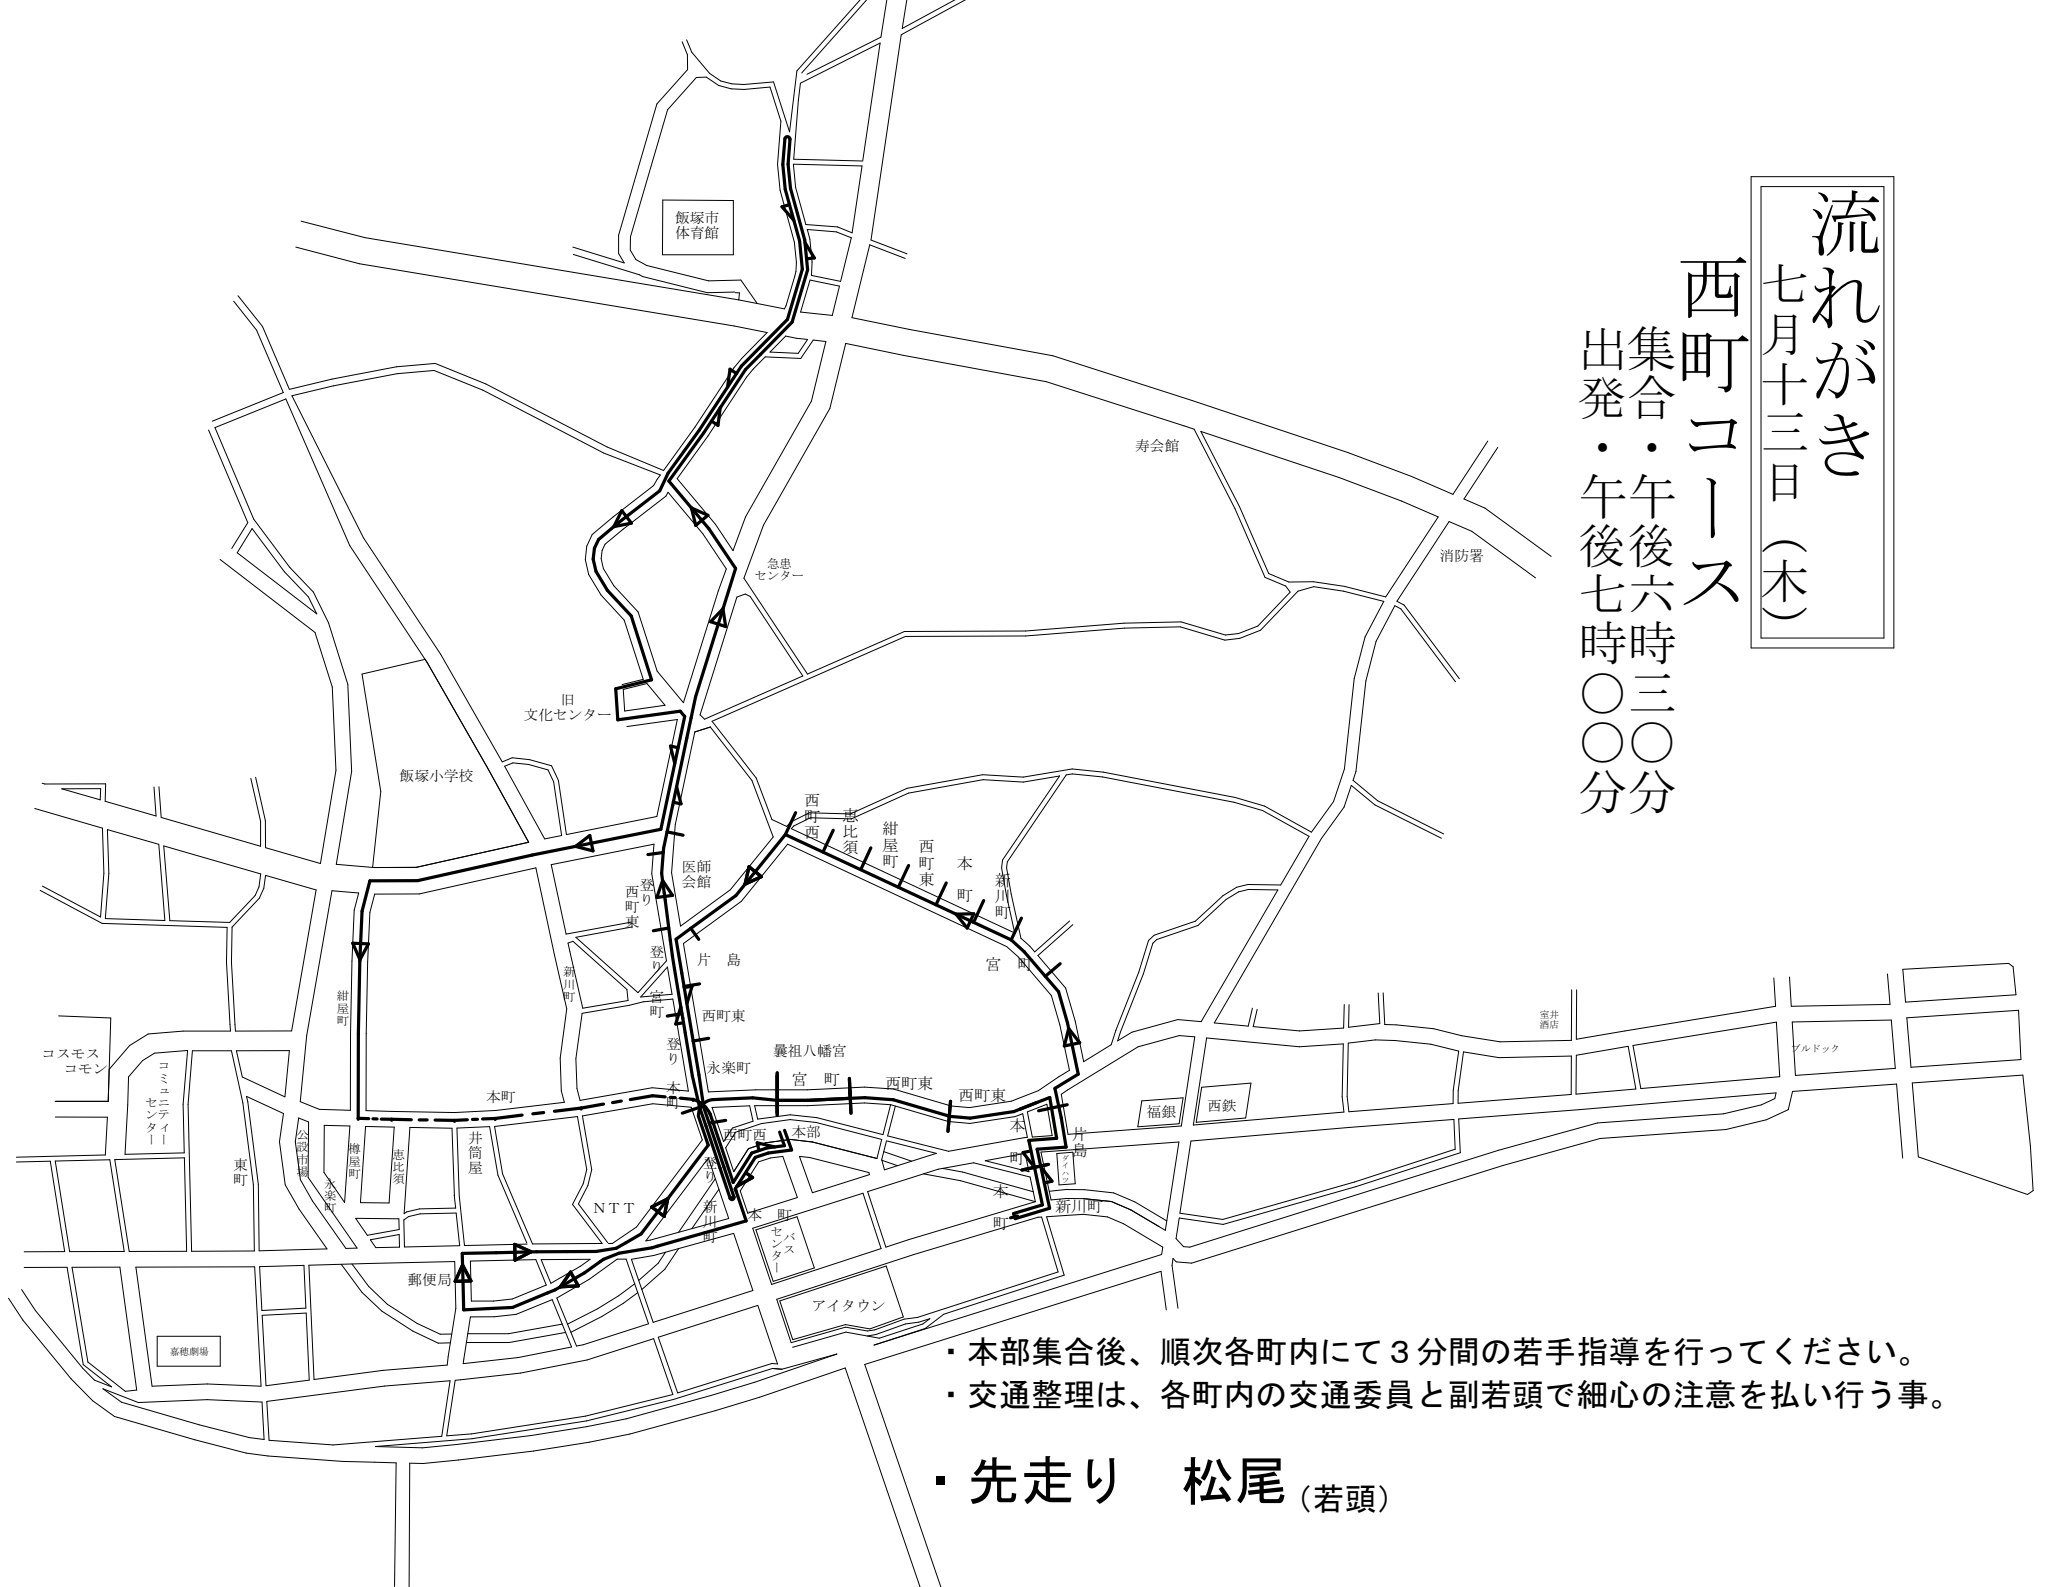 流れがき
七月十三日（木）
西町コース
集合・午後六時三〇分
出発・午後七時〇〇分
飯塚市
体育館
寿会館
消防署
急患
センター
旧
文化センター
飯塚小学校
西町西
恵比須
紺屋町
西町東
本町
新川町
宮町
医師
会館
登り
西町東
登り
片島
宮町
西町東
登り
永楽町
本町
新川町
紺屋町
曩祖八幡宮
宮町
西町東
西町東
室井
酒店
ブルドック
コスモス
コモン
コミュニティー
センター
本町
福銀
西鉄
本町
片島
ダイハツ
本町
新川町
西町西
本部
登り
新川町
本町
バス
センター
東町
公設市場
永楽町
樽屋町
恵比須
井筒屋
NTT
郵便局
嘉穂劇場
アイタウン
・本部集合後、順次各町内にて３分間の若手指導を行ってください。
・交通整理は、各町内の交通委員と副若頭で細心の注意を払い行う事。
・先走り　松尾（若頭）